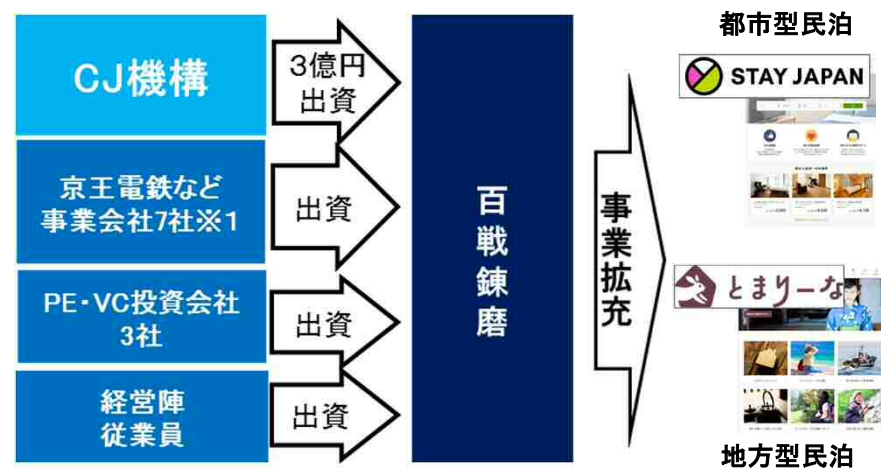 都市型民泊
STAY JAPAN
CJ機構
3億円
出資
京王電鉄など
事業会社7社※1
出資
PE・VC投資会社
3社
出資
経営陣
従業員
出資
百戦錬磨
事業拡充
とまりーな
地方型民泊